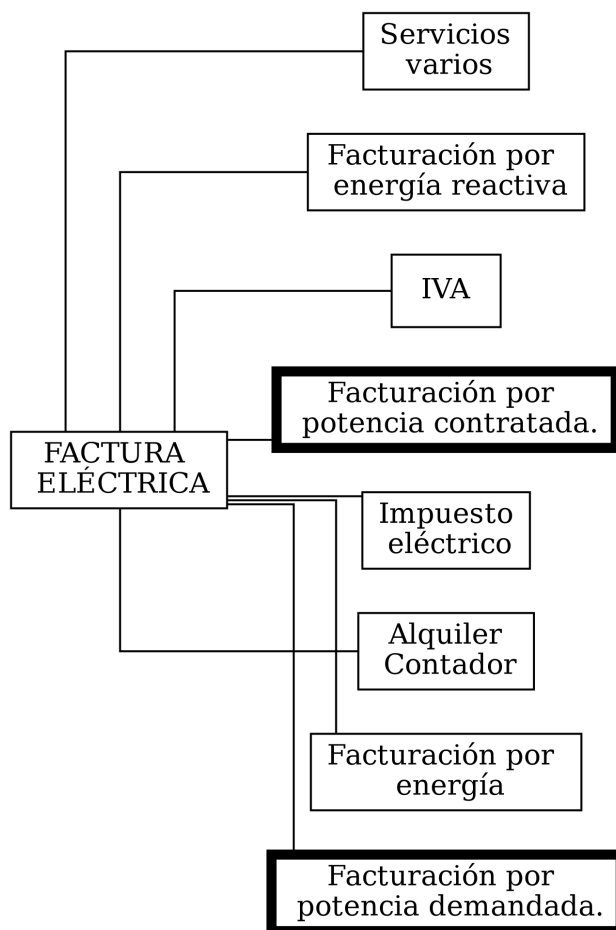 Servicios
varios
Facturación por
energía reactiva
IVA
Facturación por
potencia contratada.
FACTURA
ELÉCTRICA
Impuesto
eléctrico
Alquiler
Contador
Facturación por
energía
Facturación por
potencia demandada.